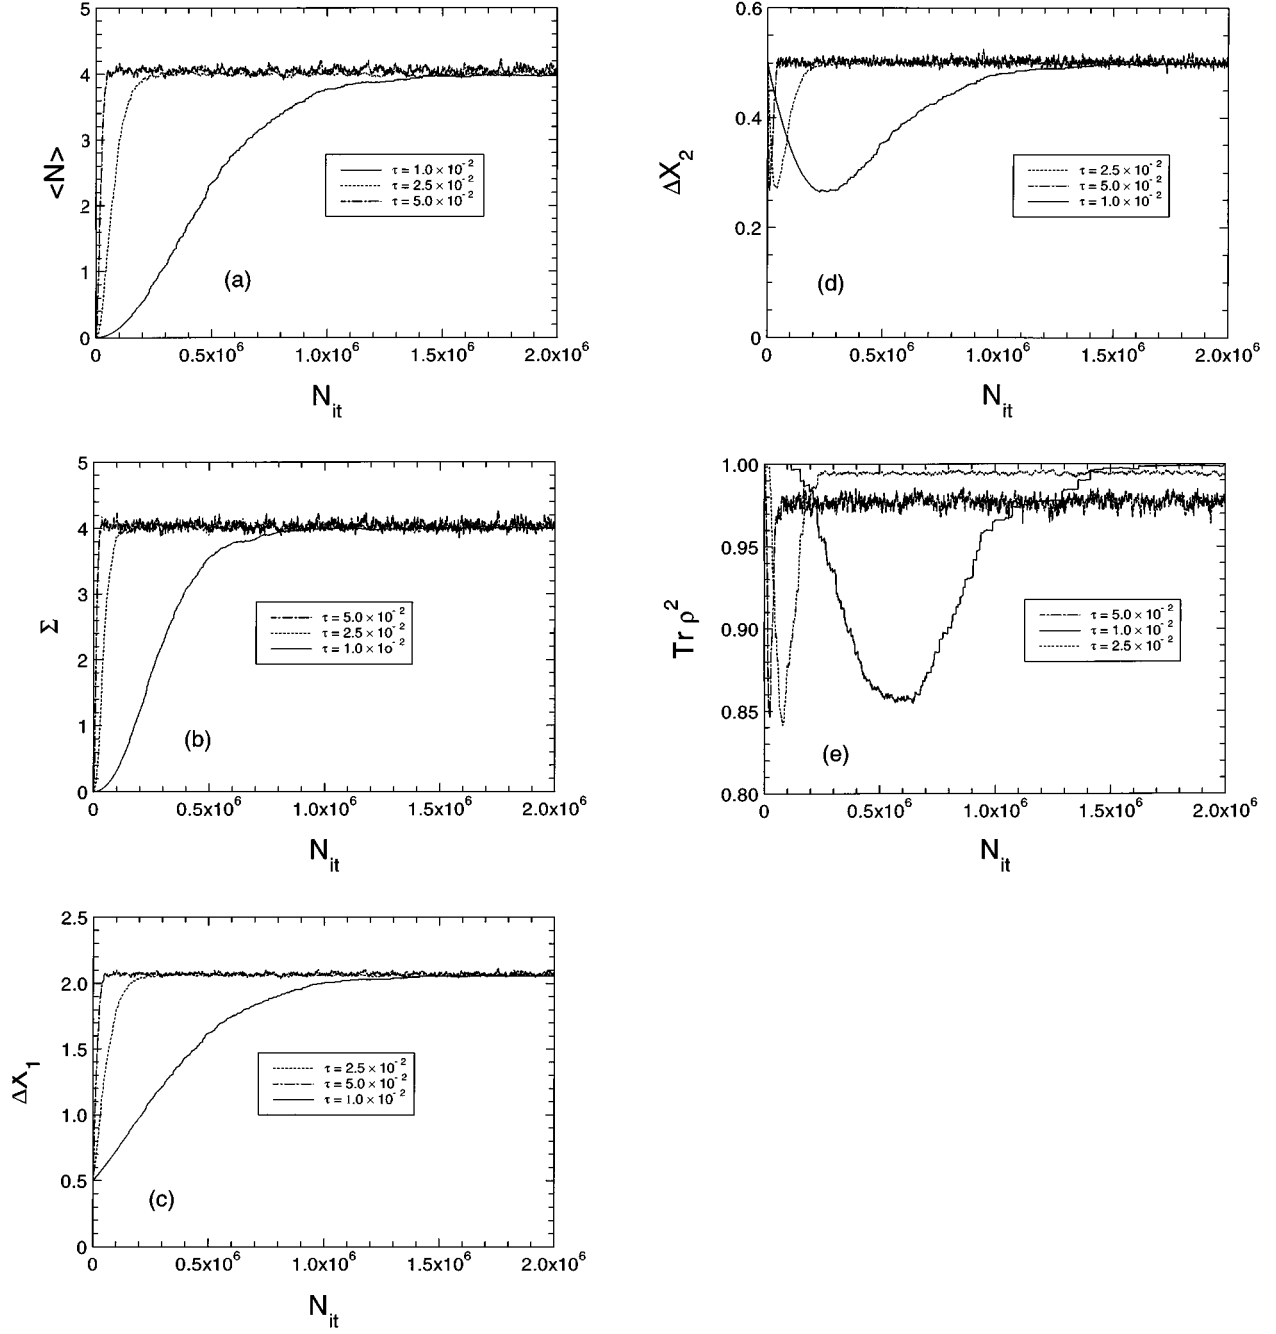 5
4
3
2
1
0
<N>
τ = 1.0 × 10⁻²
τ = 2.5 × 10⁻²
τ = 5.0 × 10⁻²
(a)
0 0.5x10⁶ 1.0x10⁶ 1.5x10⁶ 2.0x10⁶
N_it
0.6
0.4
0.2
0
ΔX₂
τ = 2.5 × 10⁻²
τ = 5.0 × 10⁻²
τ = 1.0 × 10⁻²
(d)
0 0.5x10⁶ 1.0x10⁶ 1.5x10⁶ 2.0x10⁶
N_it
5
4
3
2
1
0
Σ
τ = 5.0 × 10⁻²
τ = 2.5 × 10⁻²
τ = 1.0 × 1o⁻²
(b)
0 0.5x10⁶ 1.0x10⁶ 1.5x10⁶ 2.0x10⁶
N_it
1.00
0.95
0.90
0.85
0.80
Tr ρ²
τ = 5.0 × 10⁻²
τ = 1.0 × 10⁻²
τ = 2.5 × 10⁻²
(e)
0 0.5x10⁶ 1.0x10⁶ 1.5x10⁶ 2.0x10⁶
N_it
2.5
2.0
1.5
1.0
0.5
0
ΔX₁
τ = 2.5 × 10⁻²
τ = 5.0 × 10⁻²
τ = 1.0 × 10⁻²
(c)
0 0.5x10⁶ 1.0x10⁶ 1.5x10⁶ 2.0x10⁶
N_it